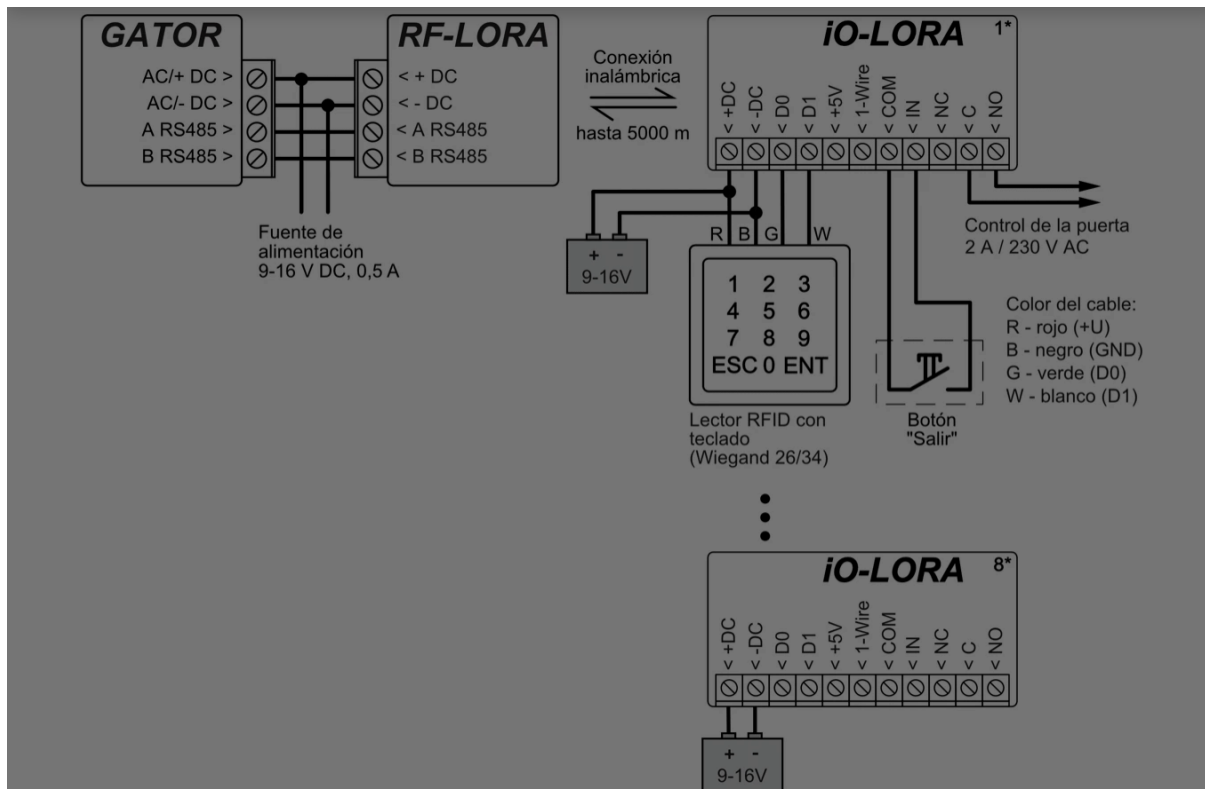 GATOR
AC/+ DC >
AC/- DC >
A RS485 >
B RS485 >
RF-LORA
< + DC
< - DC
< A RS485
< B RS485
Fuente de
alimentación
9-16 V DC, 0,5 A
Conexión
inalámbrica
hasta 5000 m
iO-LORA 1*
< +DC
< -DC
< D0
< D1
< +5V
< 1-Wire
< COM
< IN
< NC
< C
< NO
+ -
9-16V
R B G W
1 2 3
4 5 6
7 8 9
ESC 0 ENT
Lector RFID con
teclado
(Wiegand 26/34)
Control de la puerta
2 A / 230 V AC
Color del cable:
R - rojo (+U)
B - negro (GND)
G - verde (D0)
W - blanco (D1)
Botón
"Salir"
iO-LORA 8*
< +DC
< -DC
< D0
< D1
< +5V
< 1-Wire
< COM
< IN
< NC
< C
< NO
+ -
9-16V